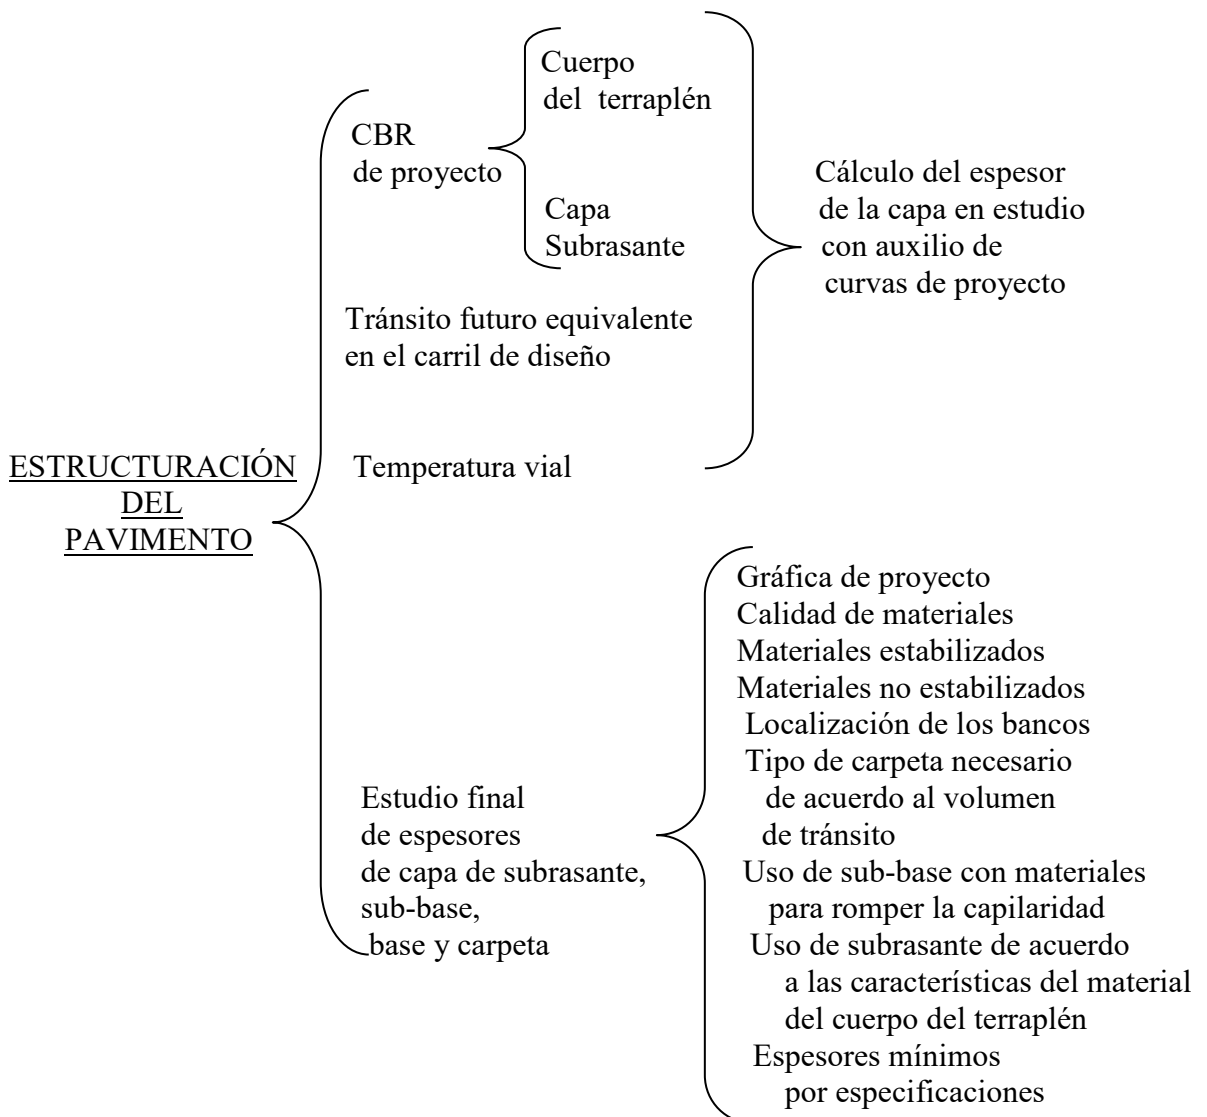 ESTRUCTURACIÓN
DEL
PAVIMENTO
CBR
de proyecto
Cuerpo
del terraplén
Capa
Subrasante
Tránsito futuro equivalente
en el carril de diseño
Temperatura vial
Cálculo del espesor
de la capa en estudio
con auxilio de
curvas de proyecto
Estudio final
de espesores
de capa de subrasante,
sub-base,
base y carpeta
Gráfica de proyecto
Calidad de materiales
Materiales estabilizados
Materiales no estabilizados
Localización de los bancos
Tipo de carpeta necesario
de acuerdo al volumen
de tránsito
Uso de sub-base con materiales
para romper la capilaridad
Uso de subrasante de acuerdo
a las características del material
del cuerpo del terraplén
Espesores mínimos
por especificaciones